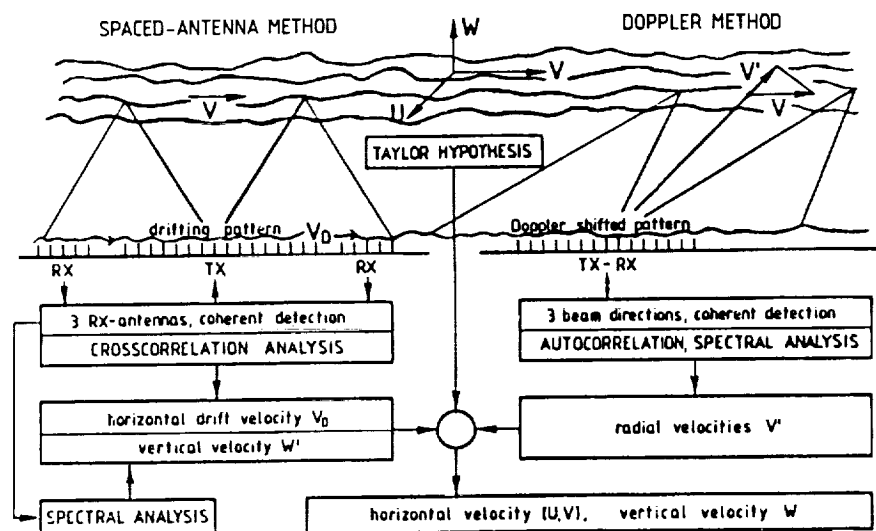 SPACED-ANTENNA METHOD
DOPPLER METHOD
W
V
V'
V
U
V
TAYLOR HYPOTHESIS
drifting pattern
V_D
Doppler shifted pattern
RX
TX
RX
TX-RX
3 RX-antennas, coherent detection
CROSSCORRELATION ANALYSIS
3 beam directions, coherent detection
AUTOCORRELATION, SPECTRAL ANALYSIS
horizontal drift velocity V_D
vertical velocity W'
radial velocities V'
SPECTRAL ANALYSIS
horizontal velocity (U,V), vertical velocity W